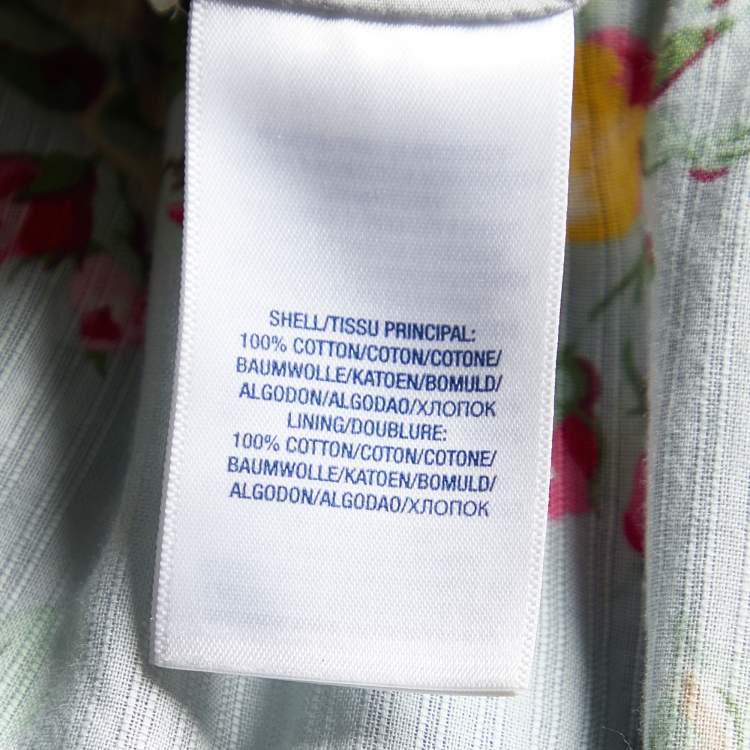 SHELL/TISSU PRINCIPAL:
100% COTTON/COTON/COTONE/
BAUMWOLLE/KATOEN/BOMULD/
ALGODON/ALGODAO/ХЛОПОК
LINING/DOUBLURE:
100% COTTON/COTON/COTONE/
BAUMWOLLE/KATOEN/BOMULD/
ALGODON/ALGODAO/ХЛОПОК